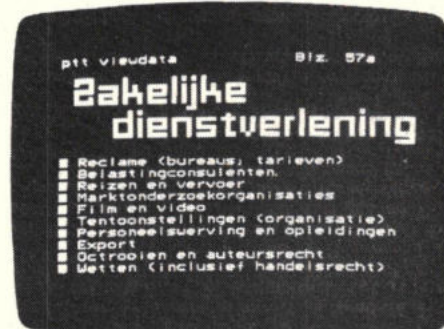 ptt viewdata Blz. 57a
Zakelijke
dienstverlening
Reclame (bureaus; tarieven)
Belastingconsulenten.
Reizen en vervoer
Marktonderzoekorganisaties
Film en video
Tentoonstellingen (organisatie)
Personeelswerving en opleidingen
Export
Octrooien en auteursrecht
Wetten (inclusief handelsrecht)